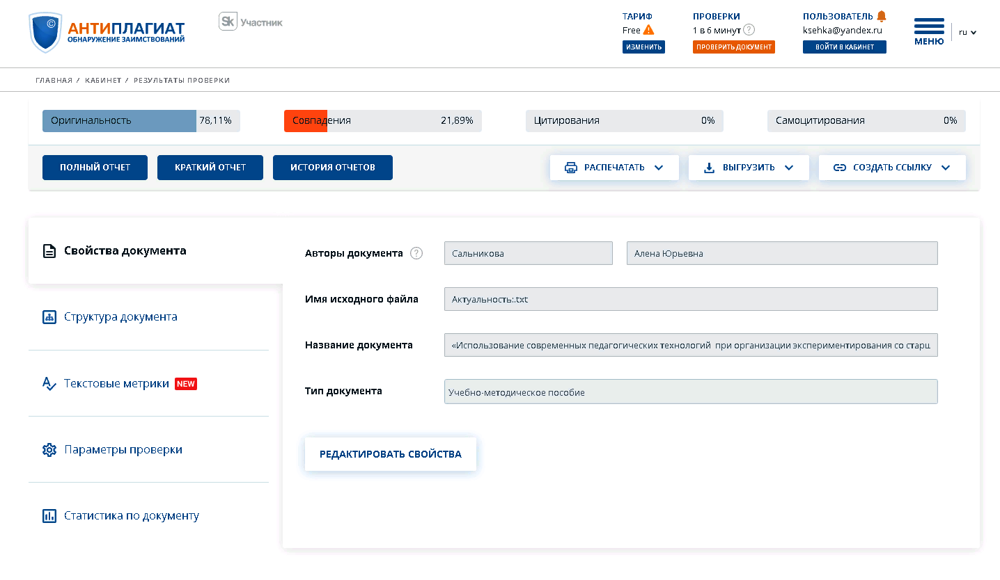 АНТИПЛАГИАТ
ОБНАРУЖЕНИЕ ЗАИМСТВОВАНИЙ
Sk Участник
ТАРИФ
Free
ИЗМЕНИТЬ
ПРОВЕРКИ
1 в 6 минут ?
ПРОВЕРИТЬ ДОКУМЕНТ
ПОЛЬЗОВАТЕЛЬ
ksehka@yandex.ru
ВОЙТИ В КАБИНЕТ
МЕНЮ
ru
ГЛАВНАЯ / КАБИНЕТ / РЕЗУЛЬТАТЫ ПРОВЕРКИ
Оригинальность 78,11%
Совпадения 21,89%
Цитирования 0%
Самоцитирования 0%
ПОЛНЫЙ ОТЧЕТ
КРАТКИЙ ОТЧЕТ
ИСТОРИЯ ОТЧЕТОВ
РАСПЕЧАТАТЬ
ВЫГРУЗИТЬ
СОЗДАТЬ ССЫЛКУ
Свойства документа
Структура документа
Текстовые метрики NEW
Параметры проверки
Статистика по документу
Авторы документа ? Сальникова Алена Юрьевна
Имя исходного файла Актуальность:.txt
Название документа «Использование современных педагогических технологий при организации экспериментирования со старш
Тип документа Учебно-методическое пособие
РЕДАКТИРОВАТЬ СВОЙСТВА